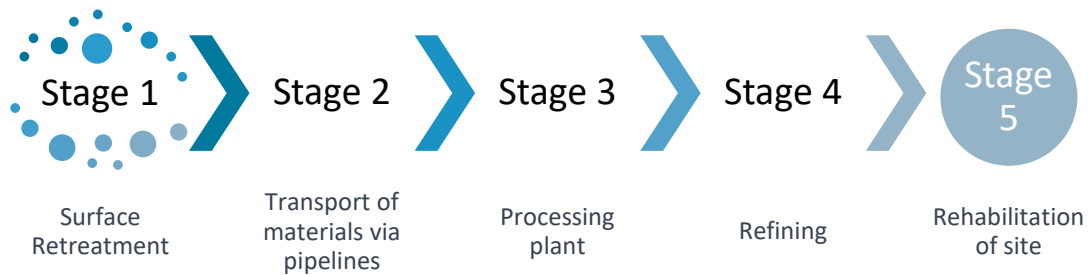 Stage 1
Stage 2
Stage 3
Stage 4
Stage
5
Surface
Retreatment
Transport of
materials via
pipelines
Processing
plant
Refining
Rehabilitation
of site